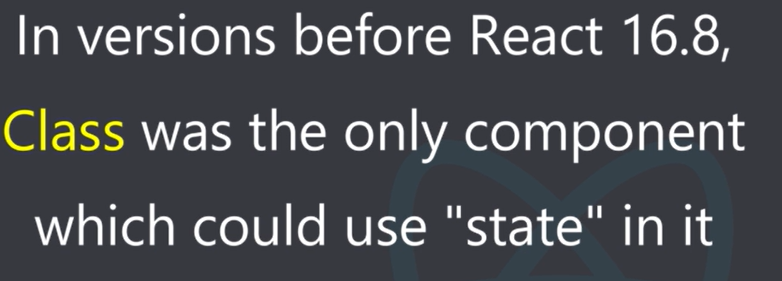 In versions before React 16.8,
Class was the only component
which could use "state" in it